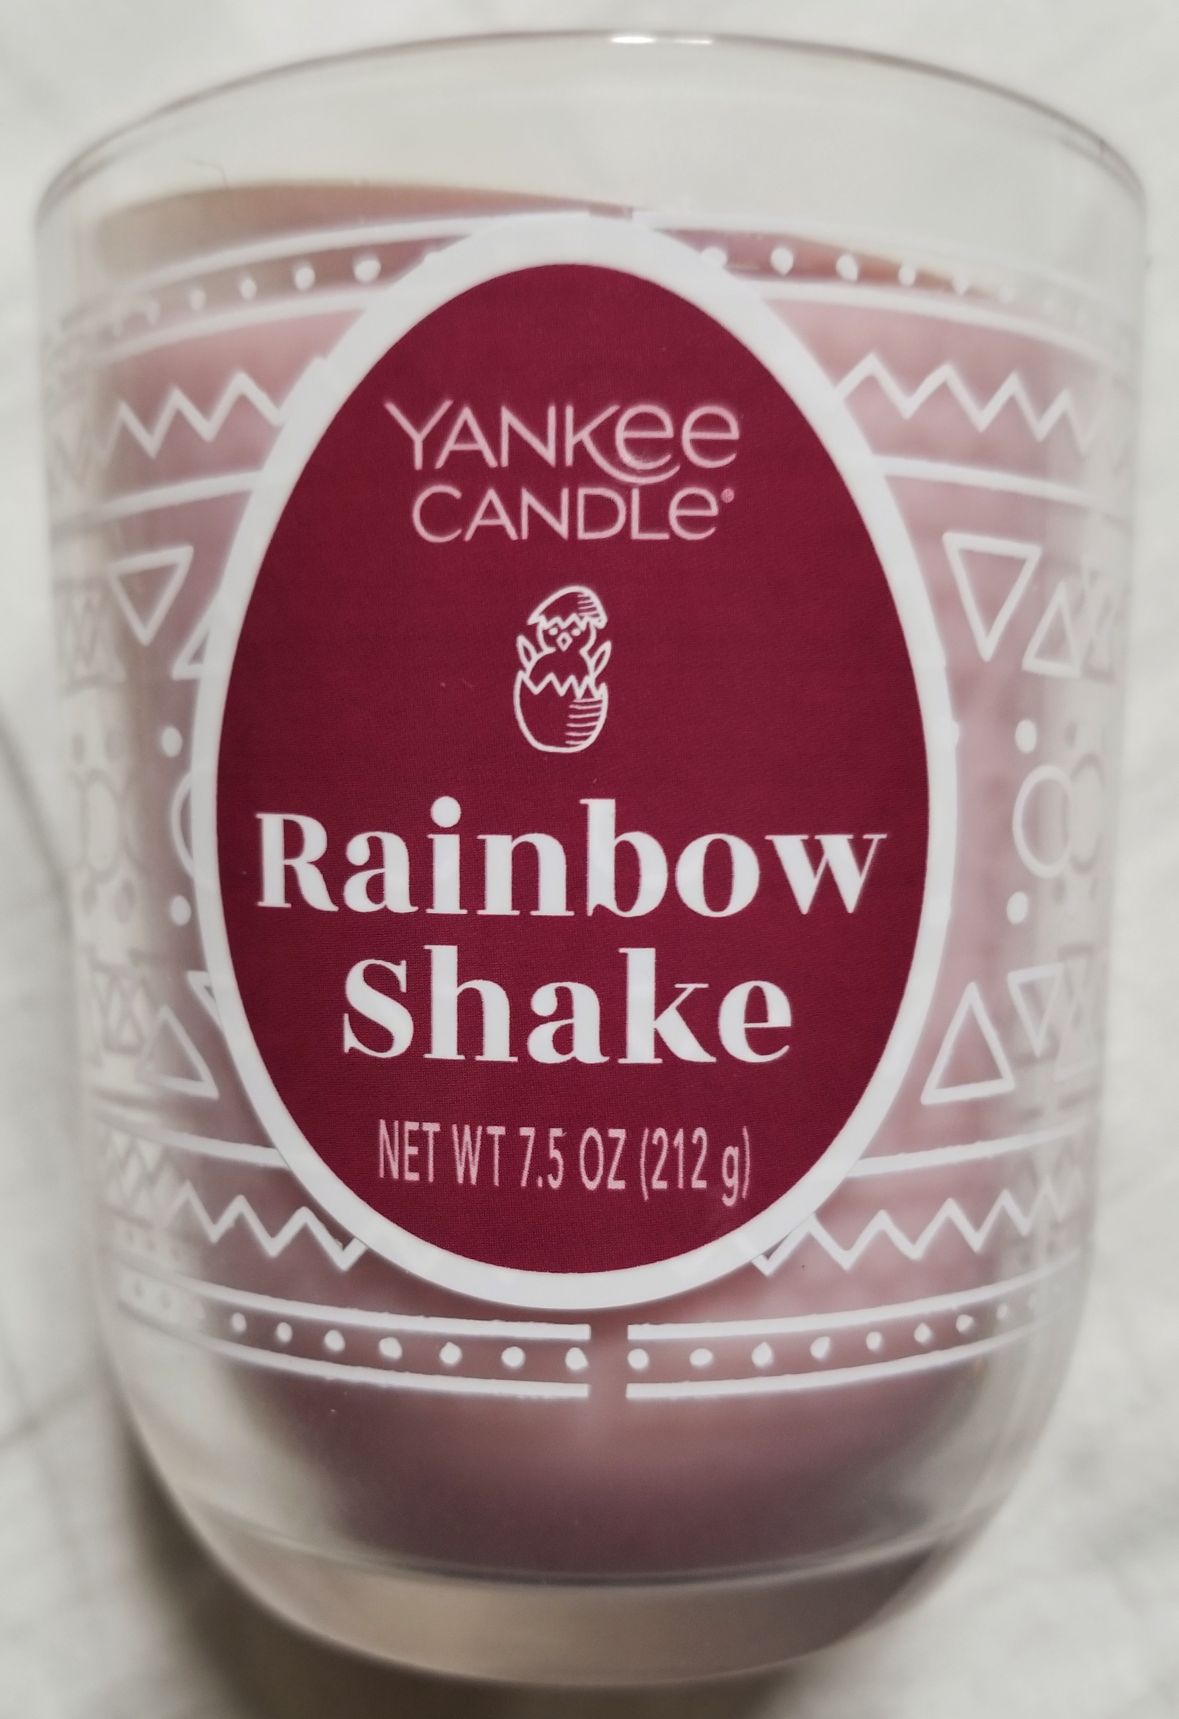 YANKEE
CANDLE®
Rainbow
Shake
NET WT 7.5 OZ (212 g)